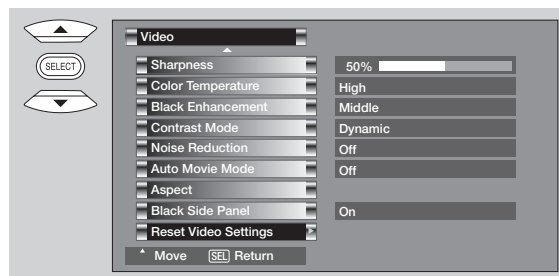 SELECT
Video
Sharpness 50%
Color Temperature High
Black Enhancement Middle
Contrast Mode Dynamic
Noise Reduction Off
Auto Movie Mode Off
Aspect
Black Side Panel On
Reset Video Settings
Move SEL Return